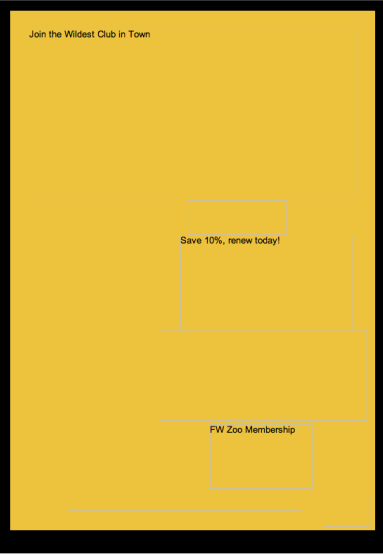 Join the Wildest Club in Town
Save 10%, renew today!
FW Zoo Membership